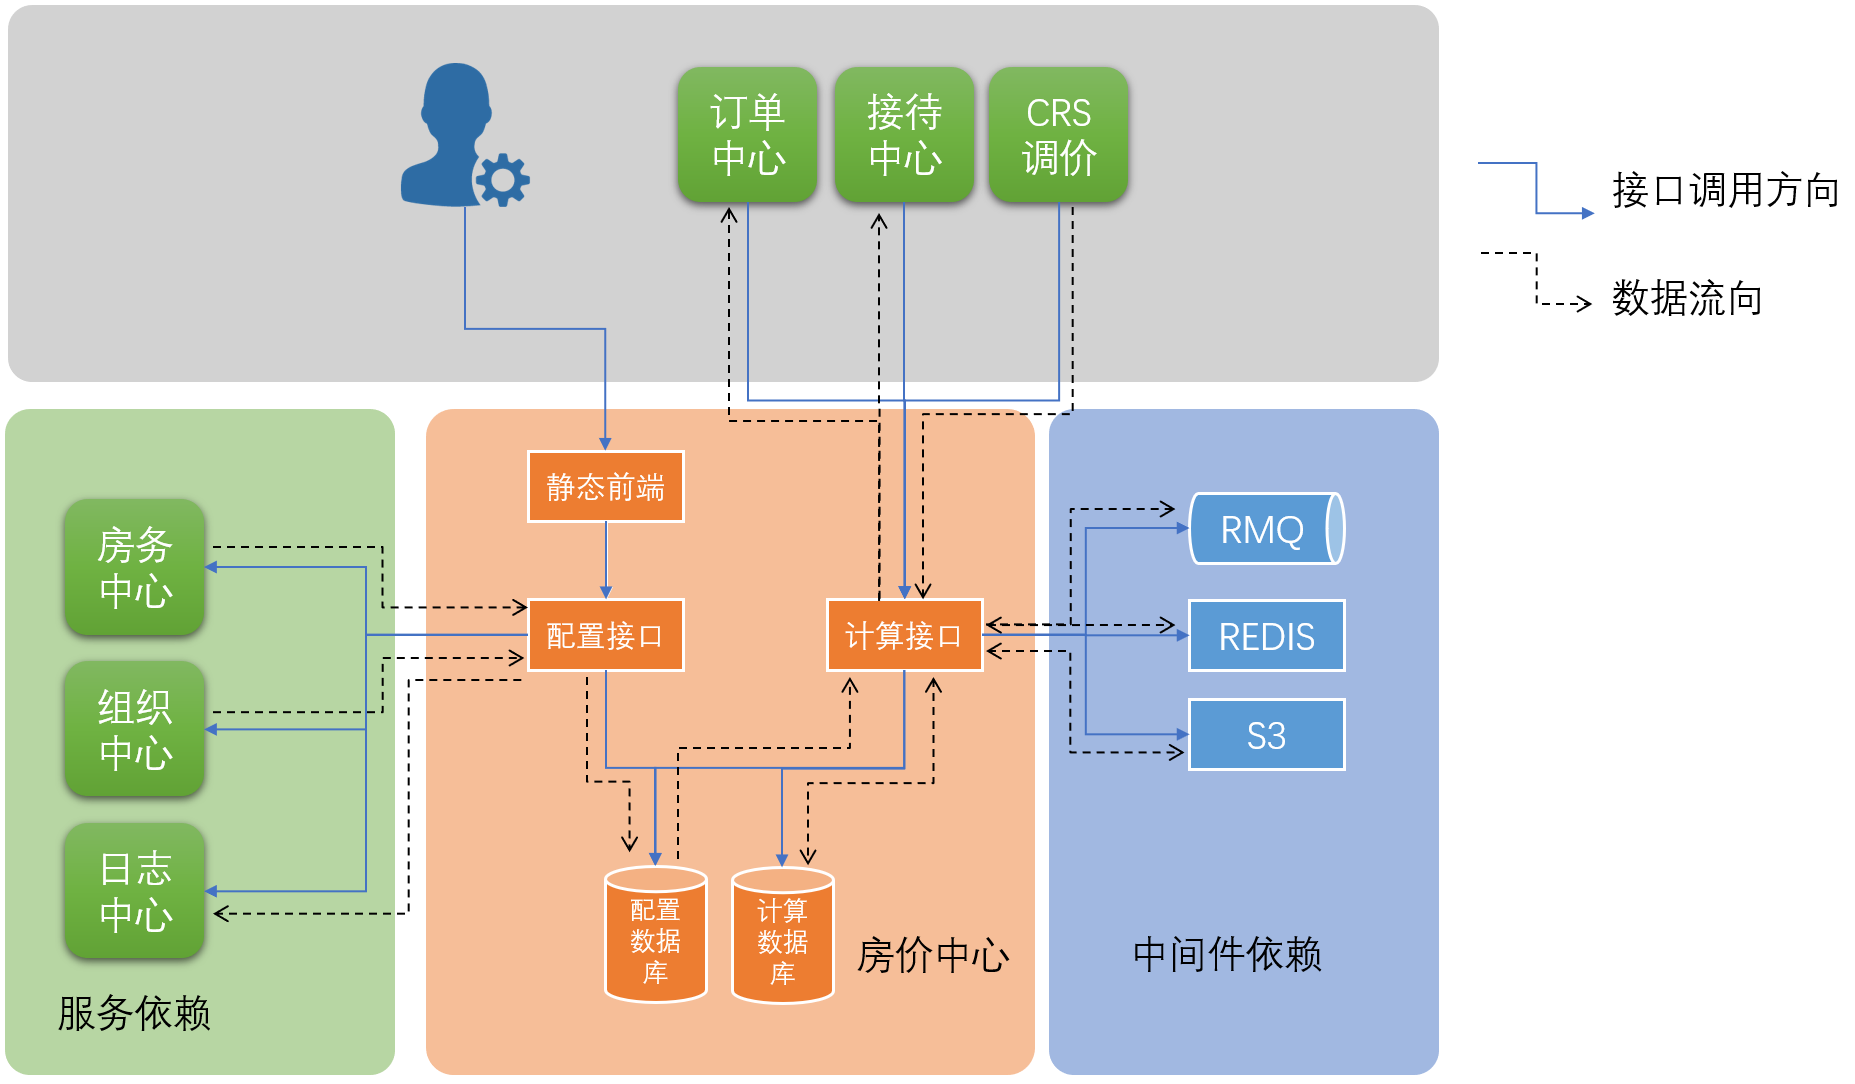 订单
中心
接待
中心
CRS
调价
接口调用方向
数据流向
静态前端
房务
中心
配置接口
计算接口
RMQ
REDIS
S3
组织
中心
日志
中心
配置
数据
库
计算
数据
库
房价中心
中间件依赖
服务依赖